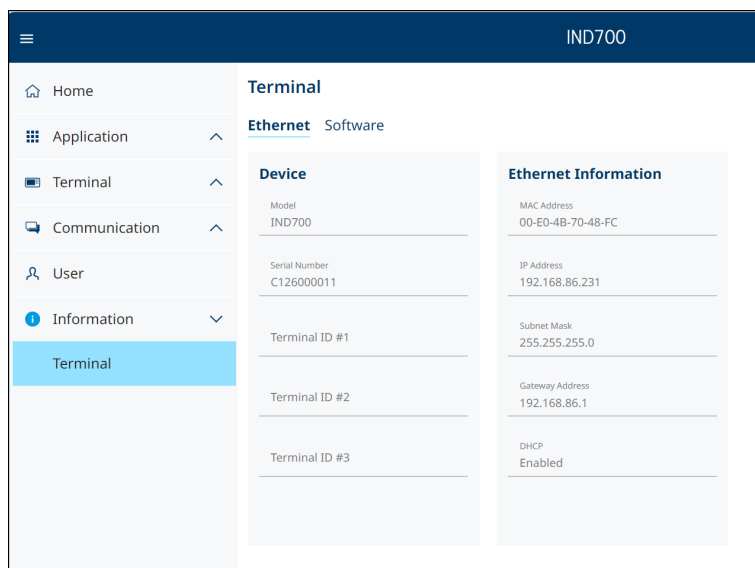 IND700
Home
Application
Terminal
Communication
User
Information
Terminal
Terminal
Ethernet Software
Device
Model
IND700
Serial Number
C126000011
Terminal ID #1
Terminal ID #2
Terminal ID #3
Ethernet Information
MAC Address
00-E0-4B-70-48-FC
IP Address
192.168.86.231
Subnet Mask
255.255.255.0
Gateway Address
192.168.86.1
DHCP
Enabled